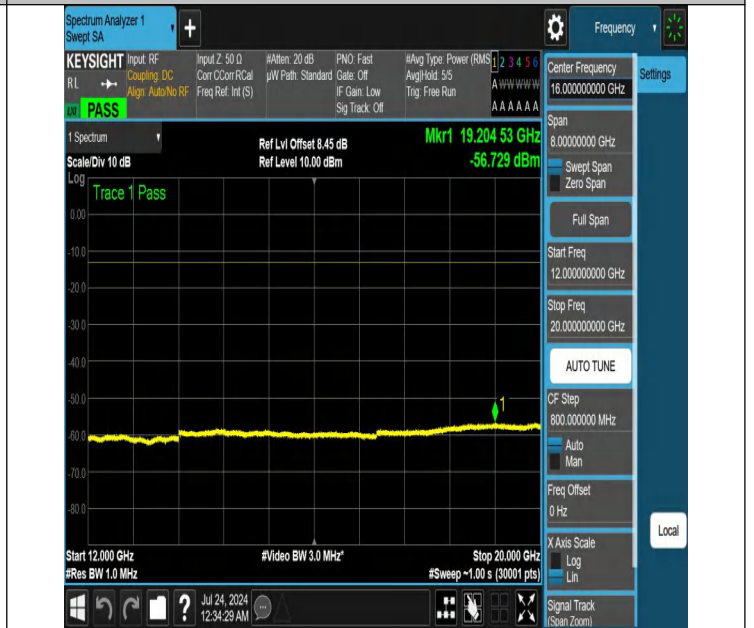 Spectrum Analyzer 1
Swept SA
+
Frequency
KEYSIGHT
RL
LXI
PASS
Input: RF
Coupling: DC
Align: Auto/No RF
Input Z: 50 Ω
Corr CCorr RCal
Freq Ref: Int (S)
#Atten: 20 dB
µW Path: Standard
PNO: Fast
Gate: Off
IF Gain: Low
Sig Track: Off
#Avg Type: Power (RMS
Avg|Hold: 5/5
Trig: Free Run
1 2 3 4 5 6
A W W W W W
A A A A A A
1 Spectrum
Scale/Div 10 dB
Ref Lvl Offset 8.45 dB
Ref Level 10.00 dBm
Mkr1 19.204 53 GHz
-56.729 dBm
Log
Trace 1 Pass
0.00
-10.0
-20.0
-30.0
-40.0
-50.0
-60.0
-70.0
-80.0
1
Start 12.000 GHz
#Res BW 1.0 MHz
#Video BW 3.0 MHz*
Stop 20.000 GHz
#Sweep ~1.00 s (30001 pts)
Center Frequency
16.000000000 GHz
Settings
Span
8.00000000 GHz
Swept Span
Zero Span
Full Span
Start Freq
12.000000000 GHz
Stop Freq
20.000000000 GHz
AUTO TUNE
CF Step
800.000000 MHz
Auto
Man
Freq Offset
0 Hz
X Axis Scale
Log
Lin
Local
Signal Track
(Span Zoom)
?
Jul 24, 2024
12:34:29 AM